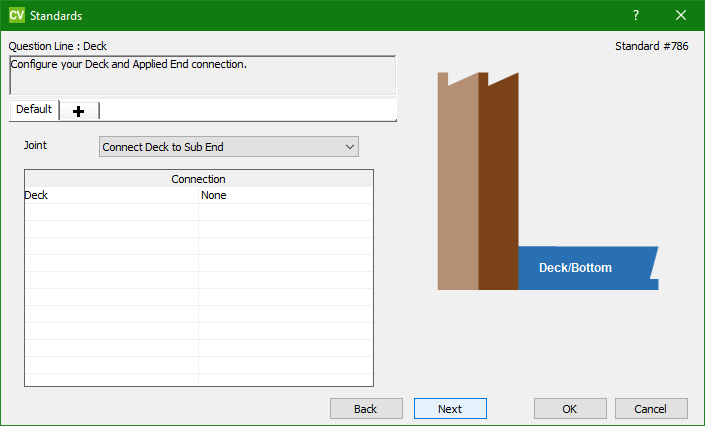 CV Standards ?
Question Line : Deck
Standard #786
Configure your Deck and Applied End connection.
Default
Joint
Connect Deck to Sub End
Connection
Deck None
Deck/Bottom
Back Next OK Cancel